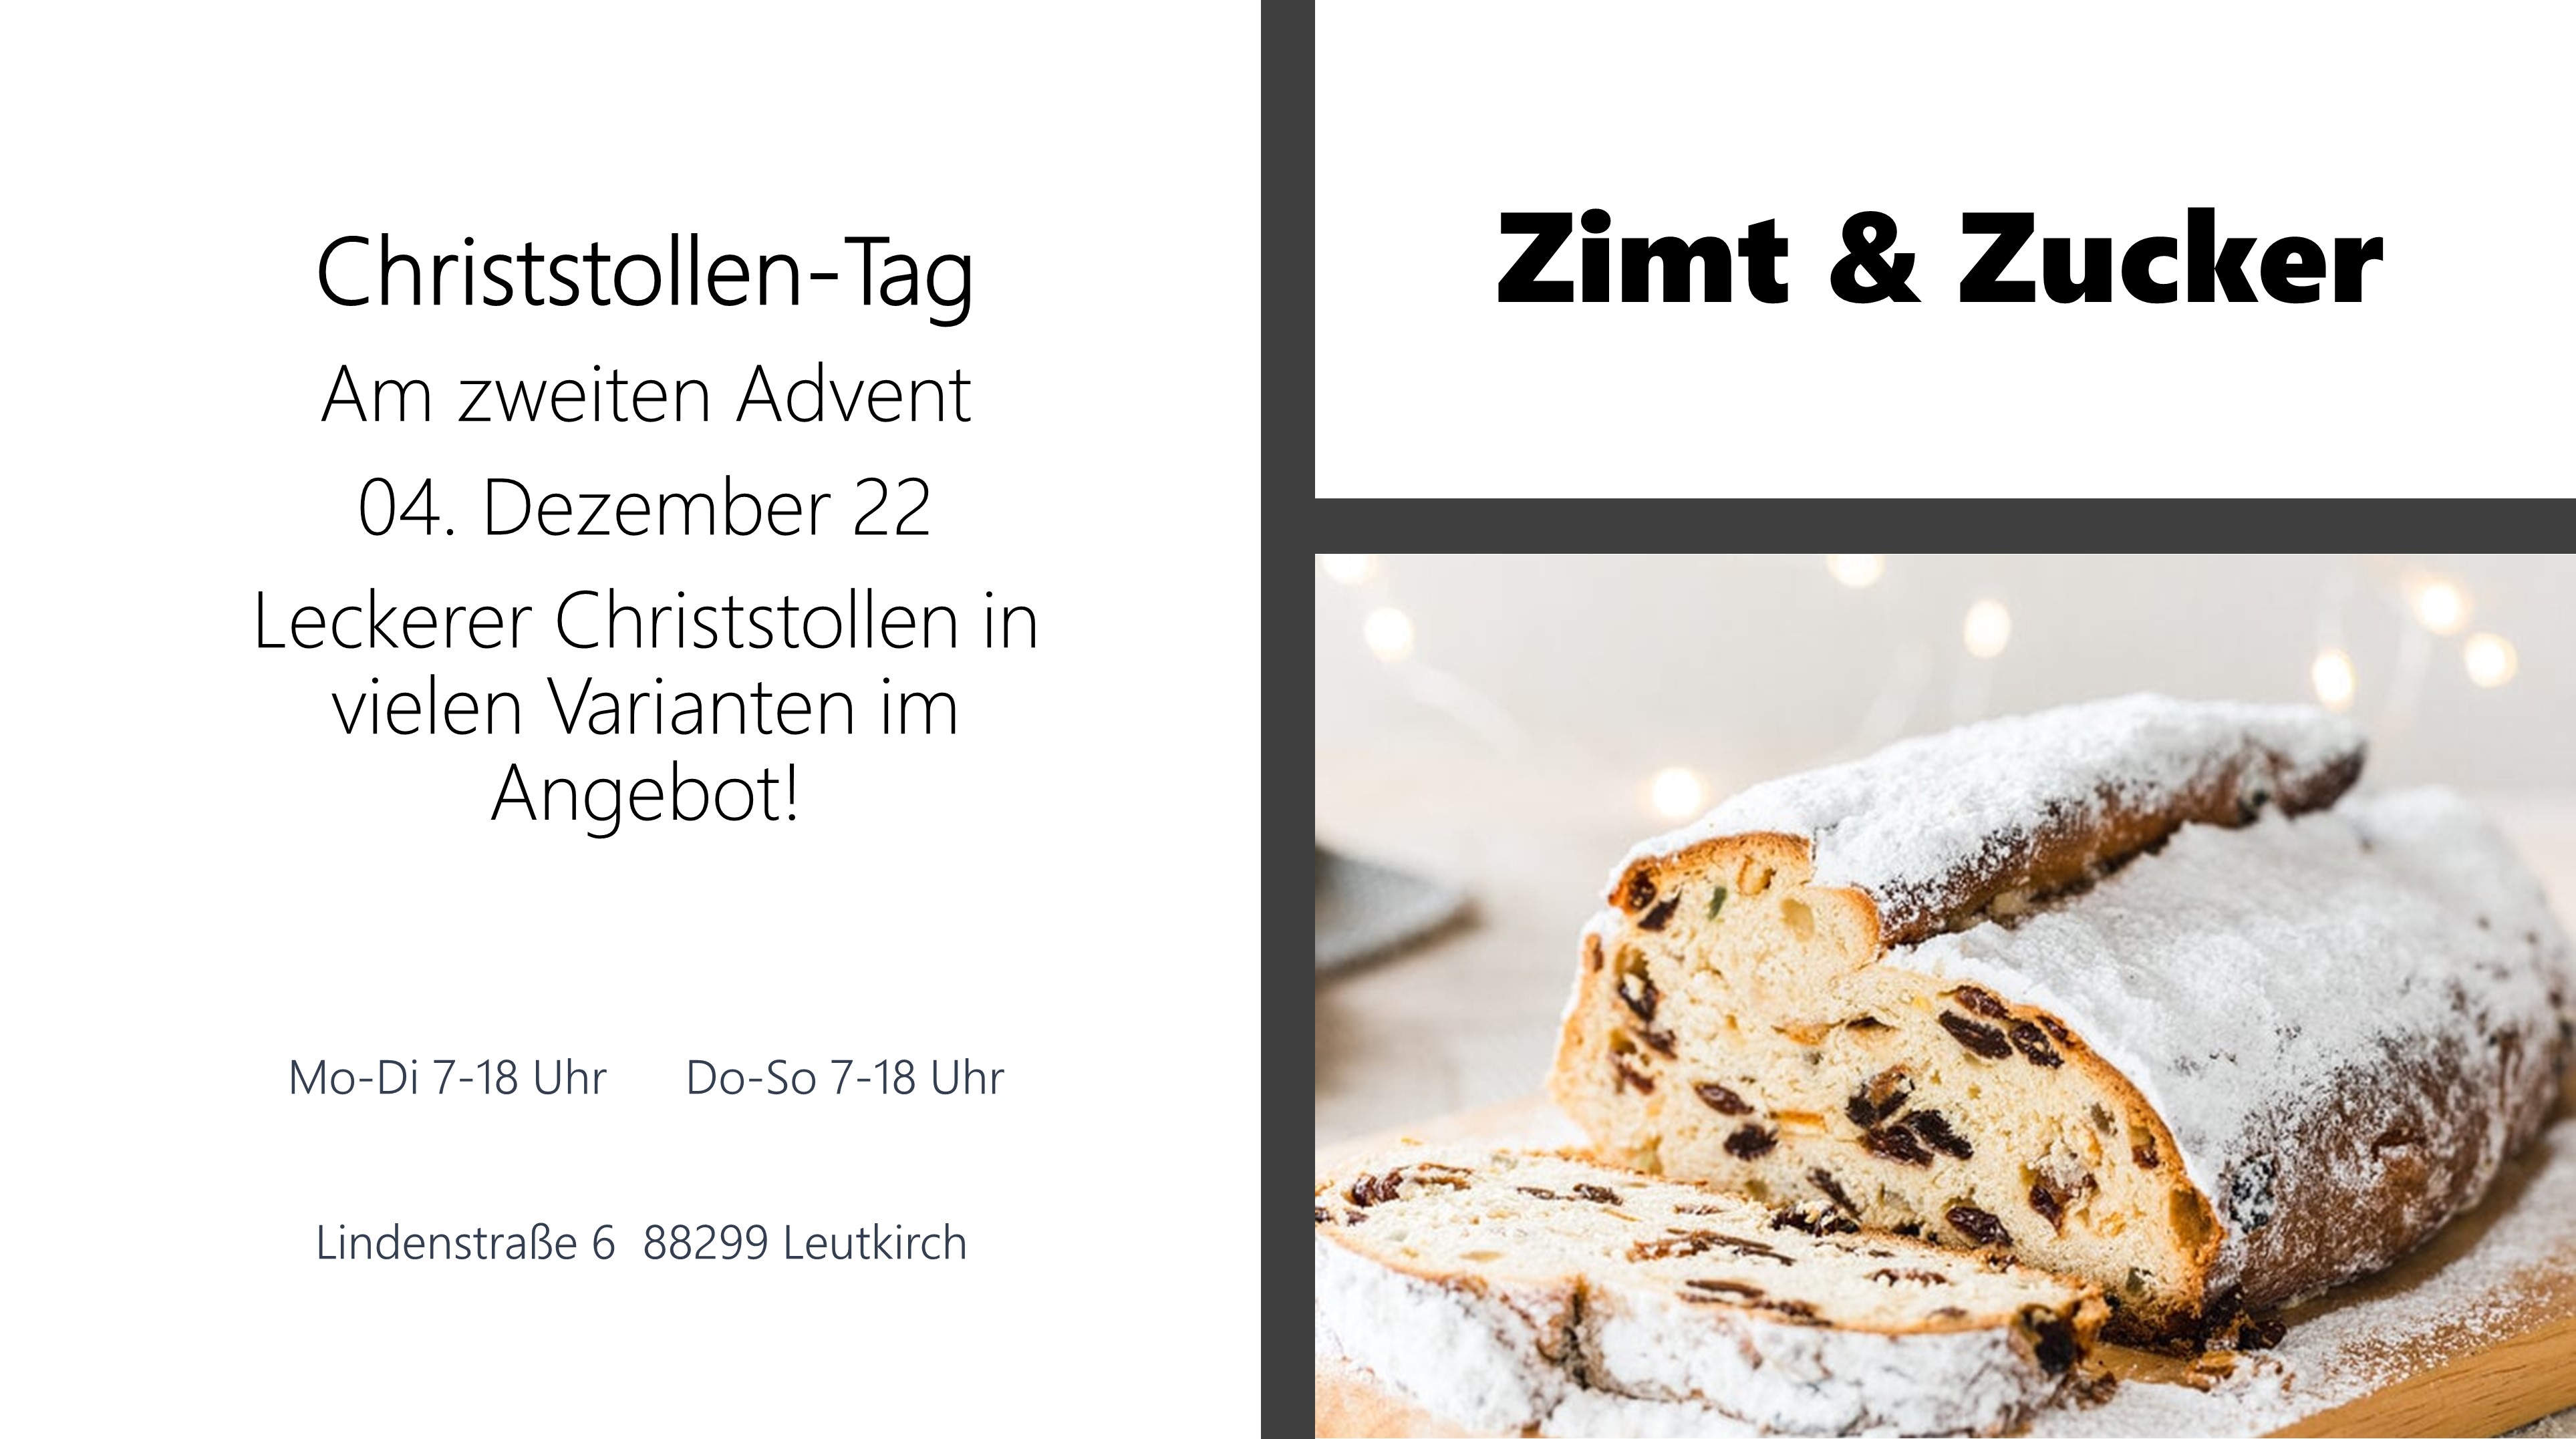 Christstollen-Tag
Am zweiten Advent
04. Dezember 22
Leckerer Christstollen in
vielen Varianten im
Angebot!
Mo-Di 7-18 Uhr Do-So 7-18 Uhr
Lindenstraße 6 88299 Leutkirch
Zimt & Zucker